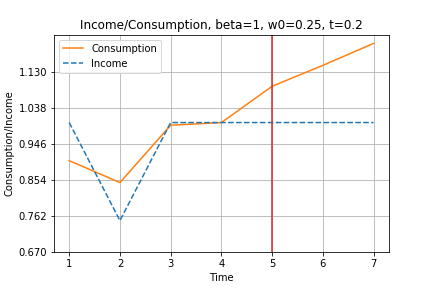 Income/Consumption, beta=1, w0=0.25, t=0.2
Consumption
Income
Consumption/Income
1.130
1.038
0.946
0.854
0.762
0.670
1 2 3 4 5 6 7
Time